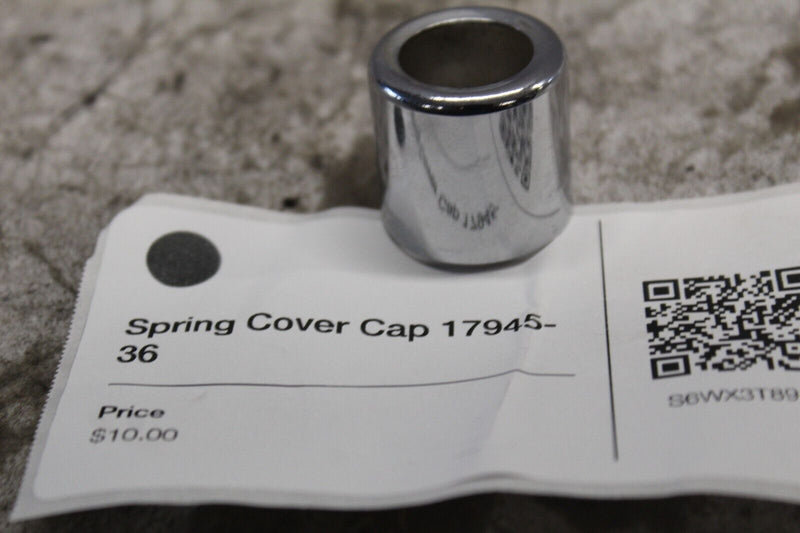 Spring Cover Cap 17945-
36
Price
$10.00
S6WX3T89